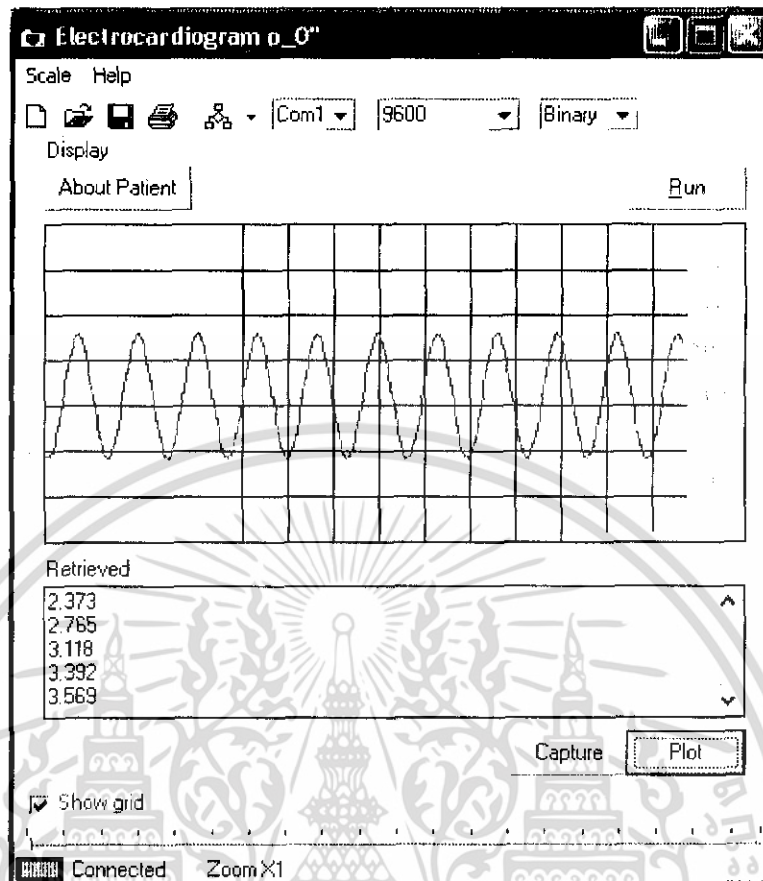 Electrocardiogram o_O"
Scale Help
Com1 9600 Binary
Display
About Patient Run
Retrieved
2.373
2.765
3.118
3.392
3.569
Capture Plot
Show grid
Connected Zoom X1